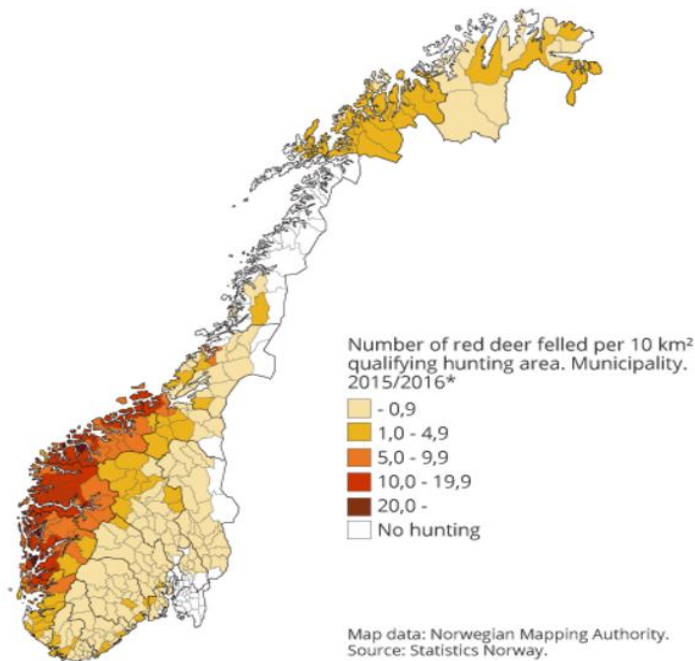 Number of red deer felled per 10 km²
qualifying hunting area. Municipality.
2015/2016*
- 0,9
1,0 - 4,9
5,0 - 9,9
10,0 - 19,9
20,0 -
No hunting
Map data: Norwegian Mapping Authority.
Source: Statistics Norway.